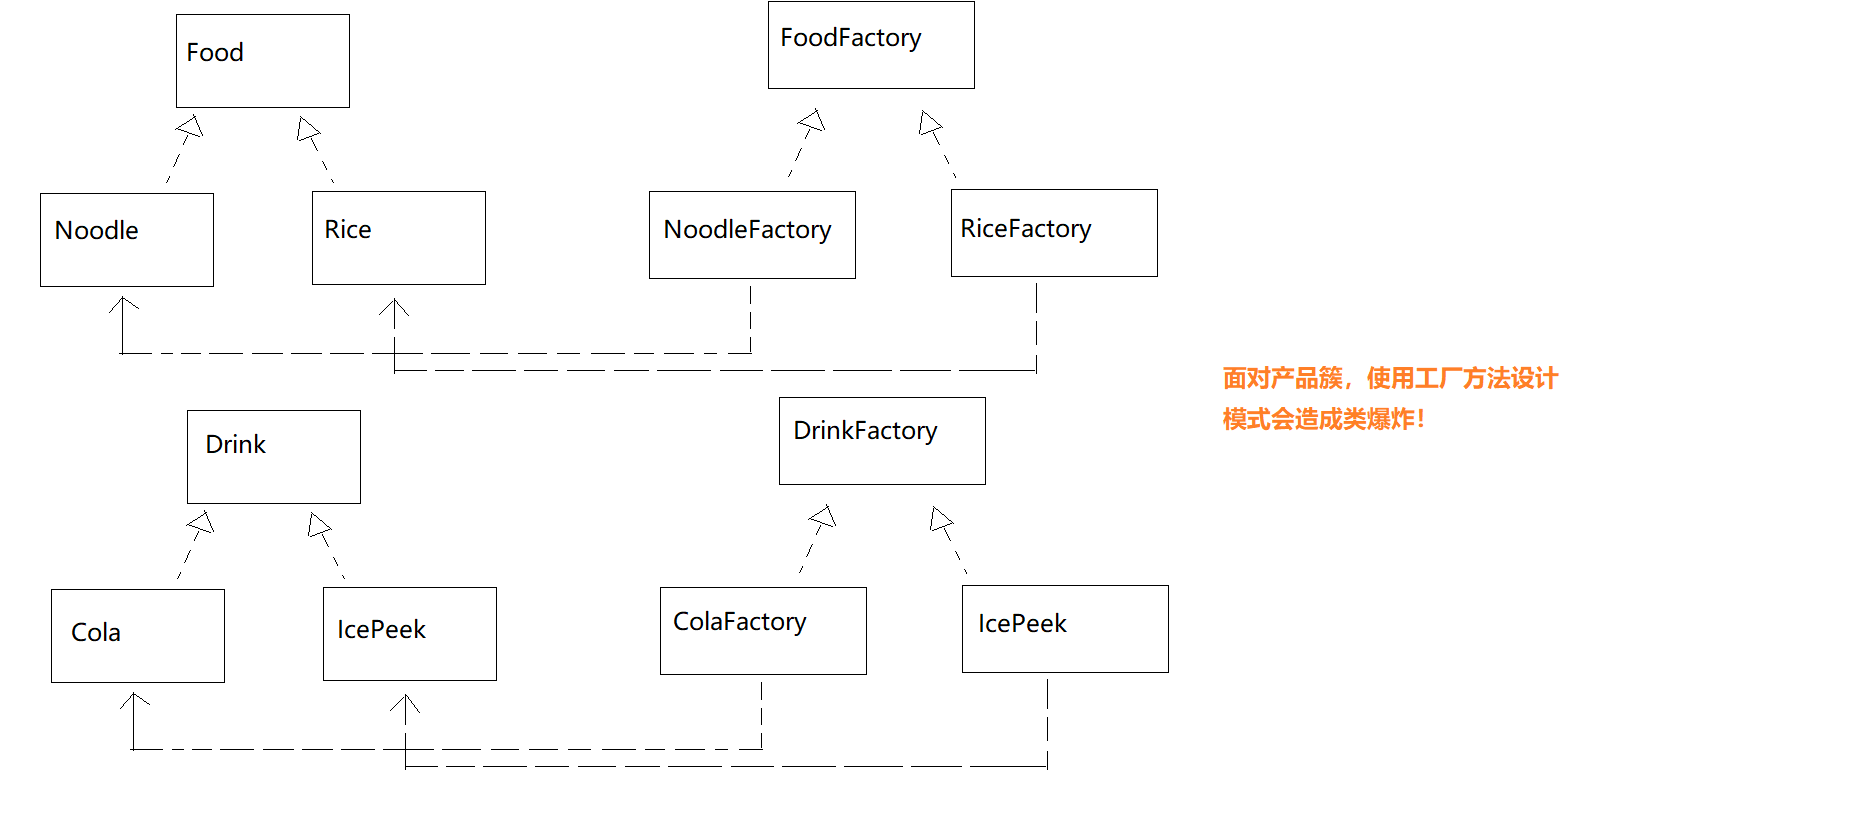 Food
FoodFactory
Noodle
Rice
NoodleFactory
RiceFactory
面对产品簇，使用工厂方法设计
模式会造成类爆炸！
Drink
DrinkFactory
Cola
IcePeek
ColaFactory
IcePeek